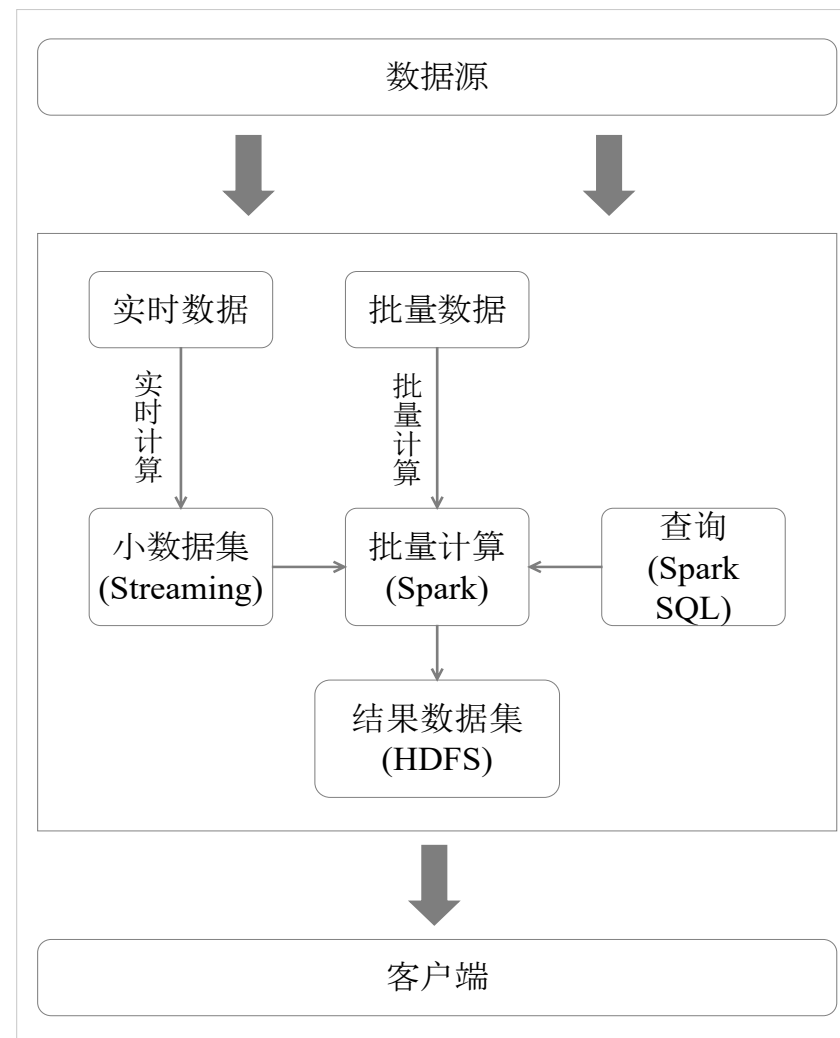 数据源
实时数据
批量数据
实时计算
批量计算
小数据集
(Streaming)
批量计算
(Spark)
查询
(Spark
SQL)
结果数据集
(HDFS)
客户端